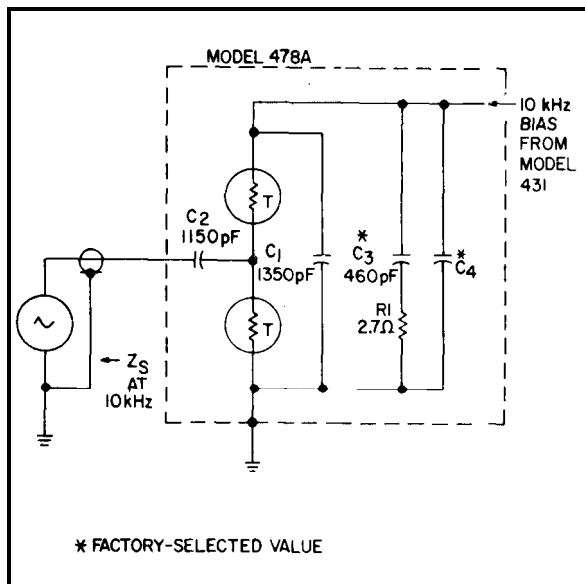 MODEL 478A
10 kHz
BIAS
FROM
MODEL
431
T
C2
1150pF
C1
1350pF
*
C3
460pF
*
C4
R1
2.7Ω
T
ZS
AT
10kHz
* FACTORY-SELECTED VALUE